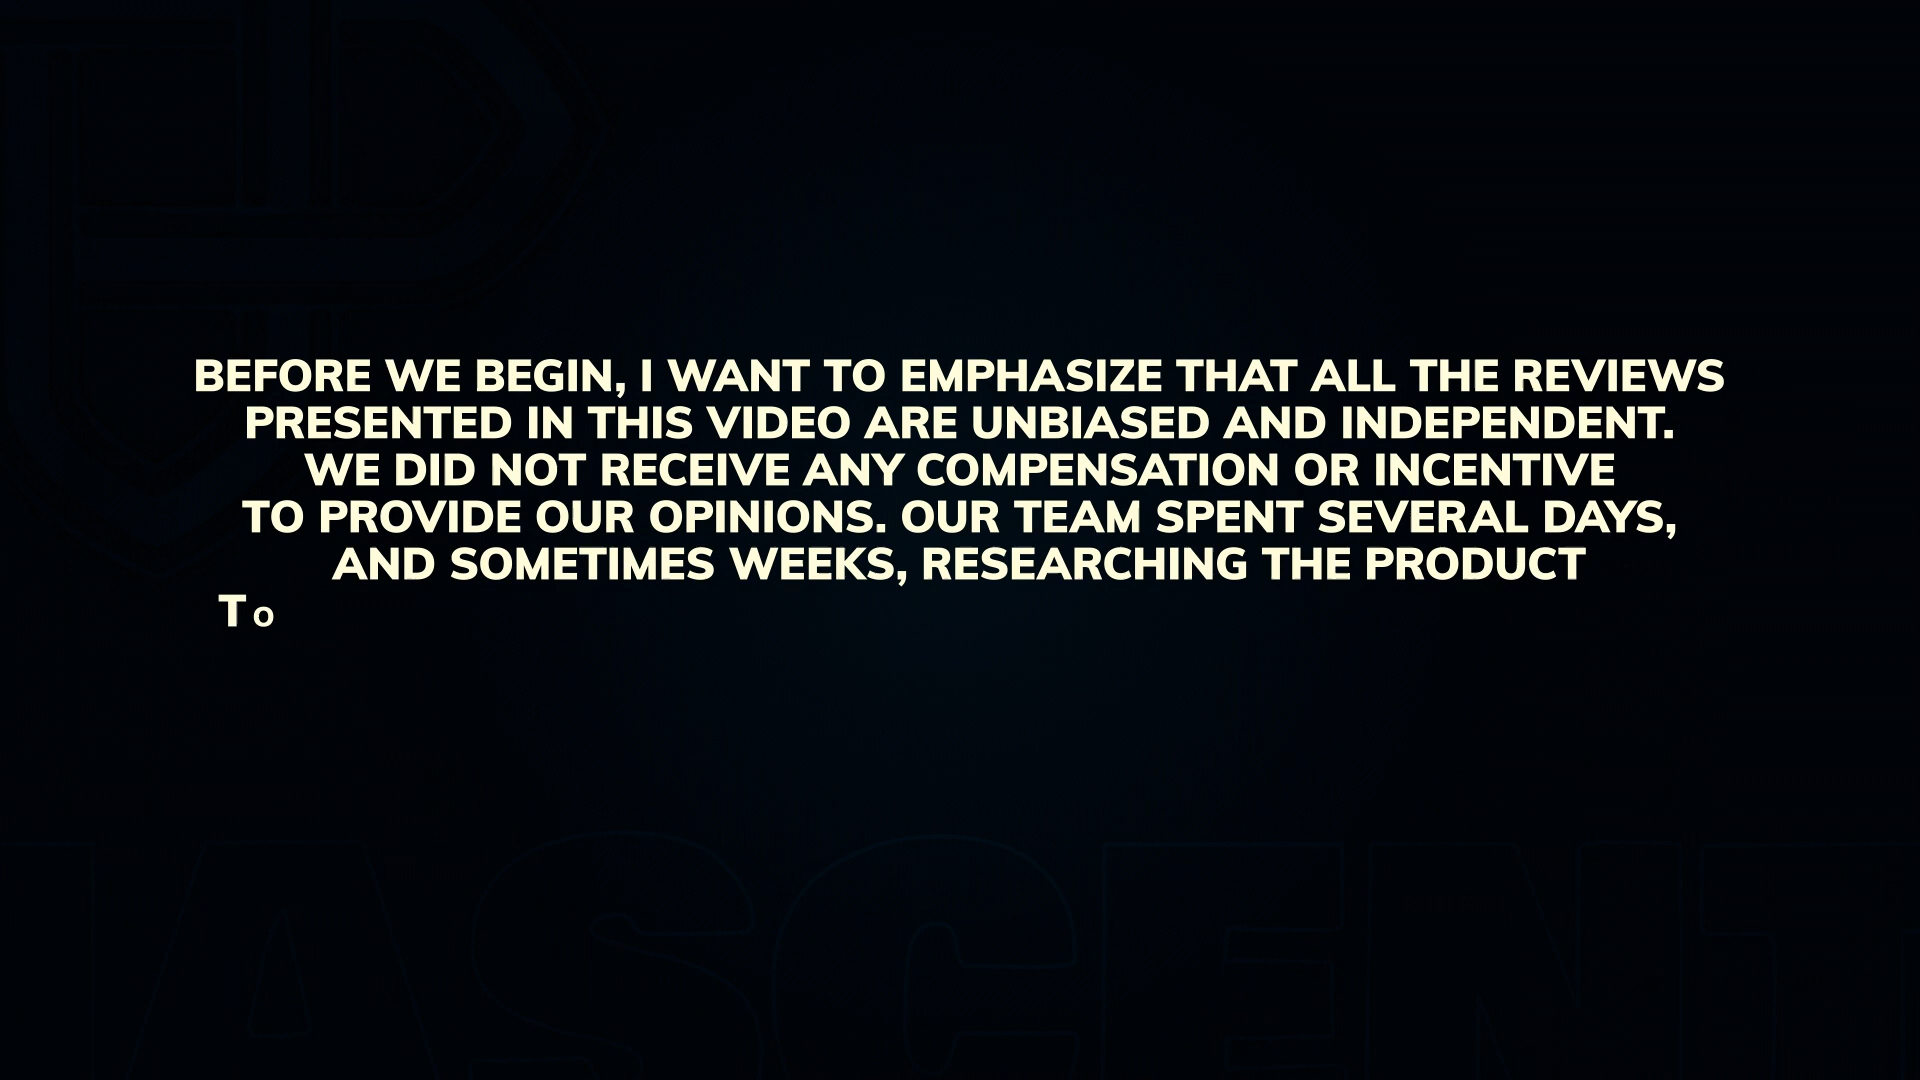 BEFORE WE BEGIN, I WANT TO EMPHASIZE THAT ALL THE REVIEWS
PRESENTED IN THIS VIDEO ARE UNBIASED AND INDEPENDENT.
WE DID NOT RECEIVE ANY COMPENSATION OR INCENTIVE
TO PROVIDE OUR OPINIONS. OUR TEAM SPENT SEVERAL DAYS,
AND SOMETIMES WEEKS, RESEARCHING THE PRODUCT
TO